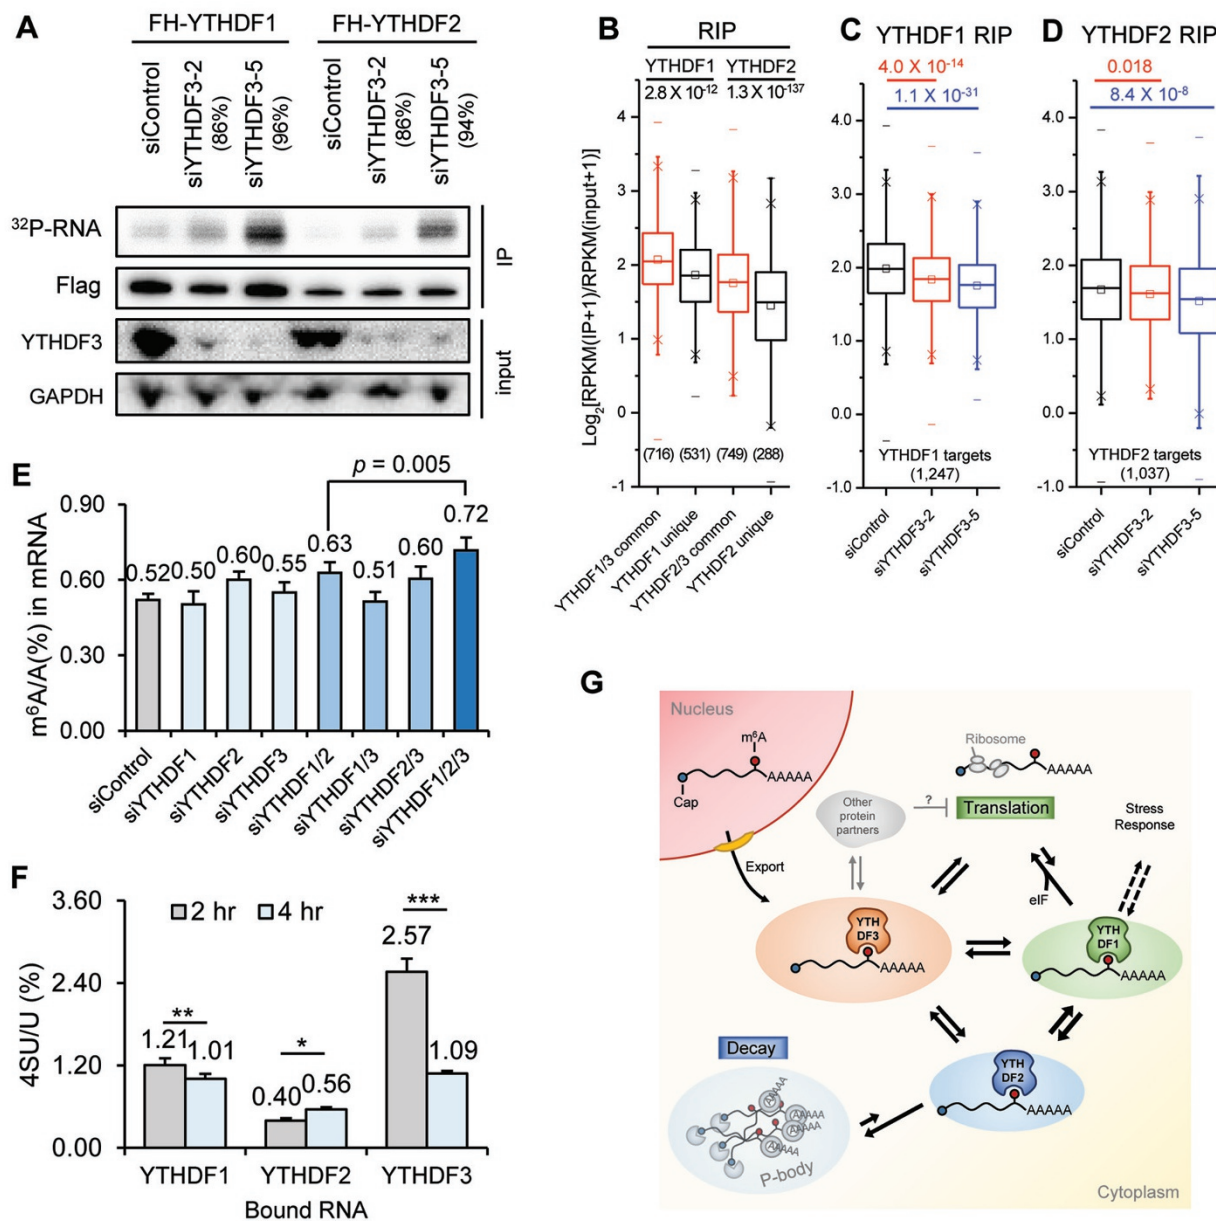 A
FH-YTHDF1
FH-YTHDF2
siControl
siYTHDF3-2
(86%)
siYTHDF3-5
(96%)
siControl
siYTHDF3-2
(86%)
siYTHDF3-5
(94%)
32P-RNA
Flag
YTHDF3
GAPDH
IP
input
B
RIP
YTHDF1
YTHDF2
2.8 X 10-12
1.3 X 10-137
Log2[RPKM(IP+1)/RPKM(input+1)]
4
3
2
1
0
-1
(716)
(531)
(749)
(288)
YTHDF1/3 common
YTHDF1 unique
YTHDF2/3 common
YTHDF2 unique
C
YTHDF1 RIP
4.0 X 10-14
1.1 X 10-31
4.0
3.0
2.0
1.0
0.0
-1.0
YTHDF1 targets
(1,247)
siControl
siYTHDF3-2
siYTHDF3-5
D
YTHDF2 RIP
0.018
8.4 X 10-8
4.0
3.0
2.0
1.0
0.0
-1.0
YTHDF2 targets
(1,037)
siControl
siYTHDF3-2
siYTHDF3-5
E
p = 0.005
m6A/A(%) in mRNA
0.90
0.60
0.30
0.00
0.52
0.50
0.60
0.55
0.63
0.51
0.60
0.72
siControl
siYTHDF1
siYTHDF2
siYTHDF3
siYTHDF1/2
siYTHDF1/3
siYTHDF2/3
siYTHDF1/2/3
F
4SU/U (%)
3.60
2.40
1.20
0.00
2 hr
4 hr
**
1.21
1.01
*
0.40
0.56
***
2.57
1.09
YTHDF1
YTHDF2
YTHDF3
Bound RNA
G
Nucleus
m6A
AAAAA
Cap
Export
Other
protein
partners
?
Ribosome
AAAAA
Translation
Stress
Response
eIF
YTH
DF3
AAAAA
YTH
DF1
AAAAA
YTH
DF2
AAAAA
Decay
AAAAA
AAAAA
AAAAA
AAAAA
P-body
Cytoplasm